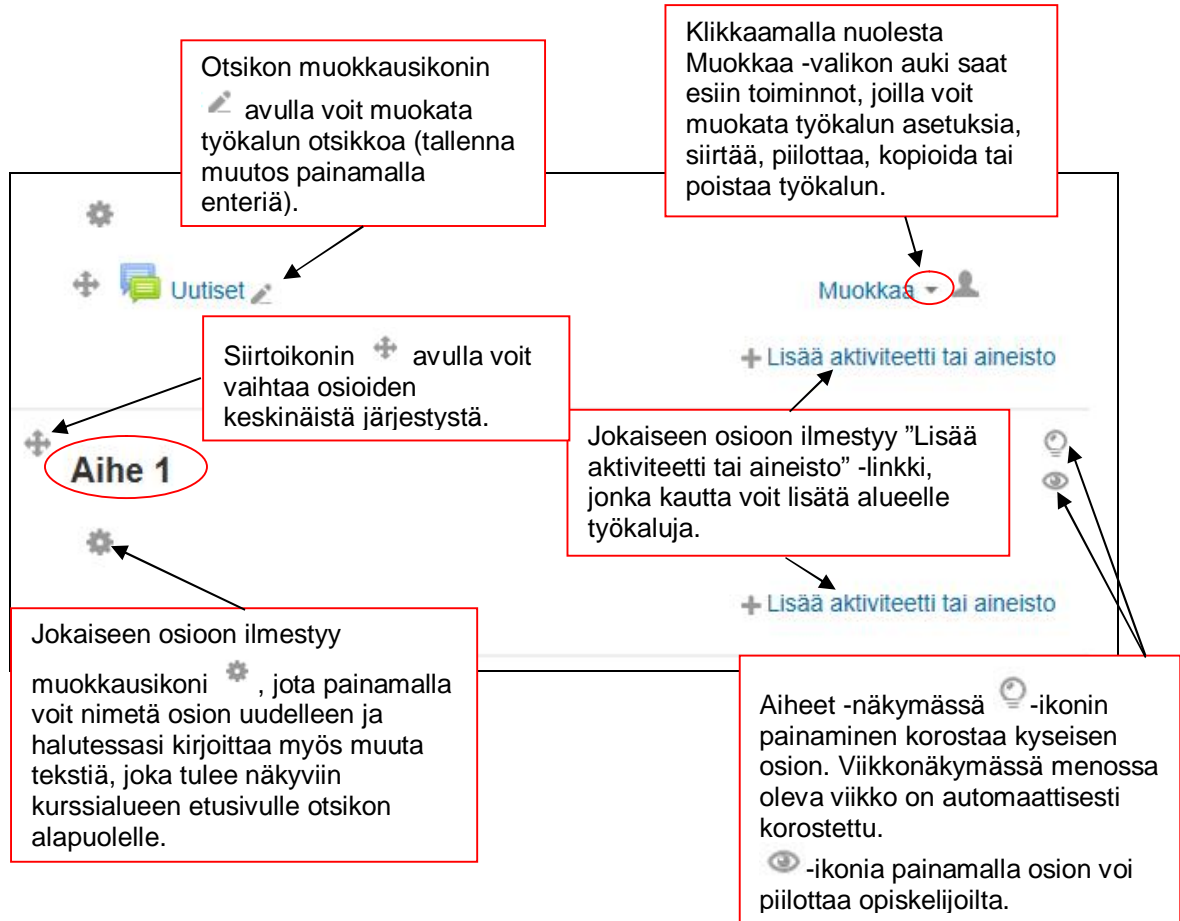 Otsikon muokkausikonin
avulla voit muokata
työkalun otsikkoa (tallenna
muutos painamalla
enteriä).
Klikkaamalla nuolesta
Muokkaa -valikon auki saat
esiin toiminnot, joilla voit
muokata työkalun asetuksia,
siirtää, piilottaa, kopioida tai
poistaa työkalun.
Uutiset
Muokkaa
Siirtoikonin avulla voit
vaihtaa osioiden
keskinäistä järjestystä.
Lisää aktiviteetti tai aineisto
Aihe 1
Jokaiseen osioon ilmestyy ”Lisää
aktiviteetti tai aineisto” -linkki,
jonka kautta voit lisätä alueelle
työkaluja.
Lisää aktiviteetti tai aineisto
Jokaiseen osioon ilmestyy
muokkausikoni , jota painamalla
voit nimetä osion uudelleen ja
halutessasi kirjoittaa myös muuta
tekstiä, joka tulee näkyviin
kurssialueen etusivulle otsikon
alapuolelle.
Aiheet -näkymässä -ikonin
painaminen korostaa kyseisen
osion. Viikkonäkymässä menossa
oleva viikko on automaattisesti
korostettu.
-ikonia painamalla osion voi
piilottaa opiskelijoilta.